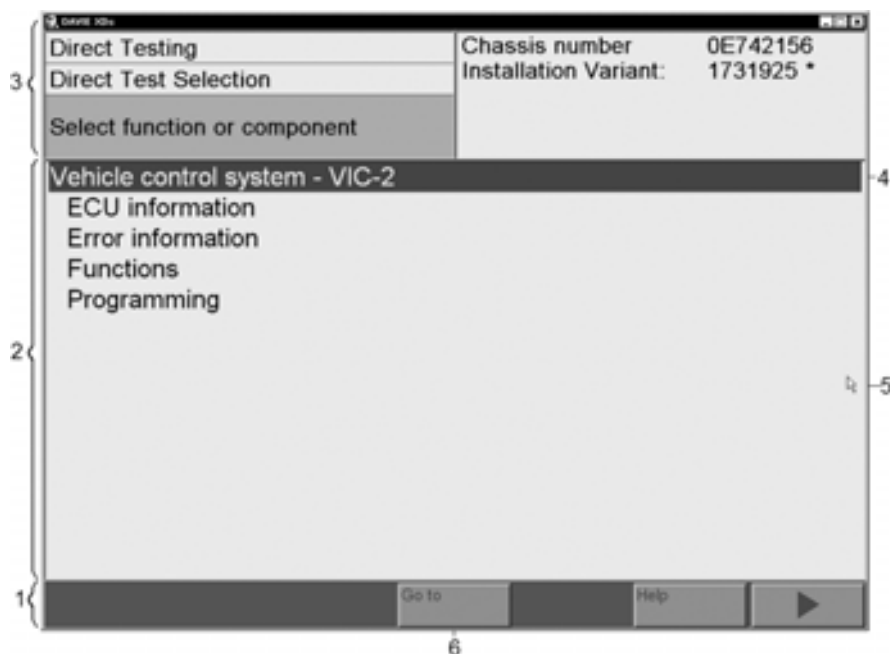 DAVIE XDc
Direct Testing
Direct Test Selection
Select function or component
Chassis number 0E742156
Installation Variant: 1731925 *
Vehicle control system - VIC-2
ECU information
Error information
Functions
Programming
Go to
Help
3
4
2
5
1
6